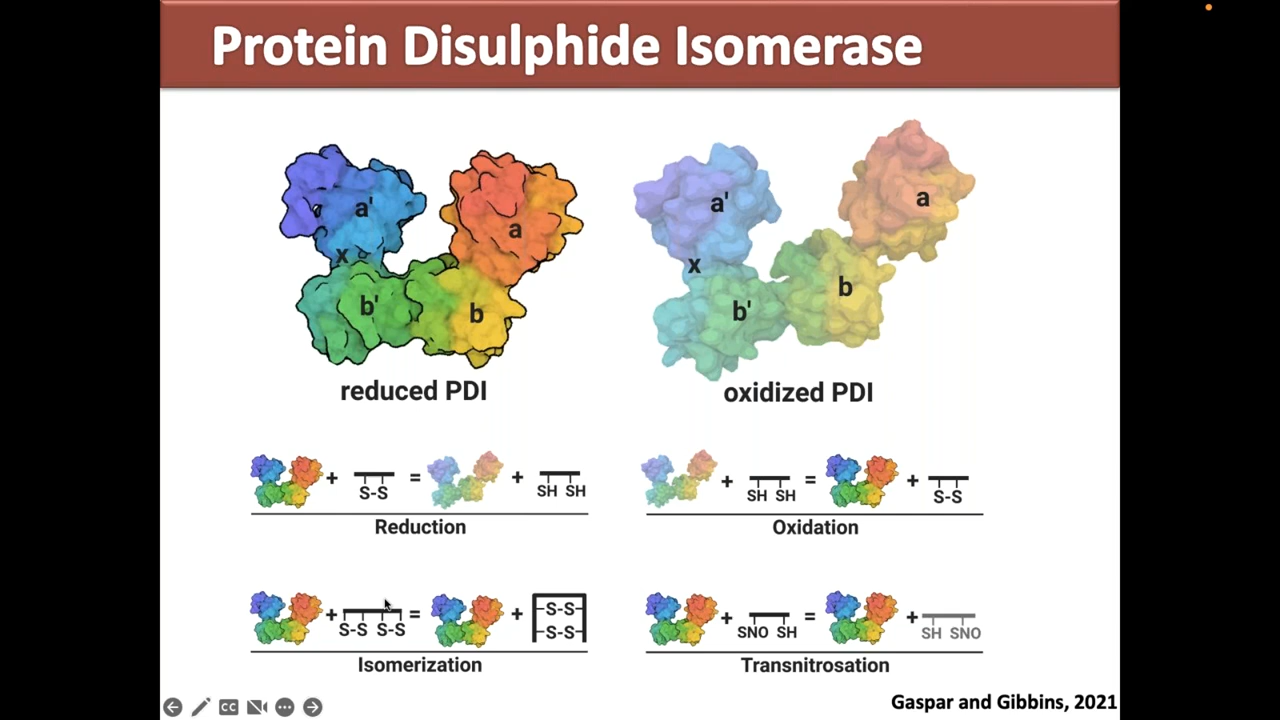 Protein Disulphide Isomerase
a'
a
x
b'
b
reduced PDI
a'
a
x
b'
b
oxidized PDI
+ S-S = + SH SH
Reduction
+ SH SH = + S-S
Oxidation
+ S-S S-S = + -S-S-
-S-S-
Isomerization
+ SNO SH = + SH SNO
Transnitrosation
Gaspar and Gibbins, 2021
CC